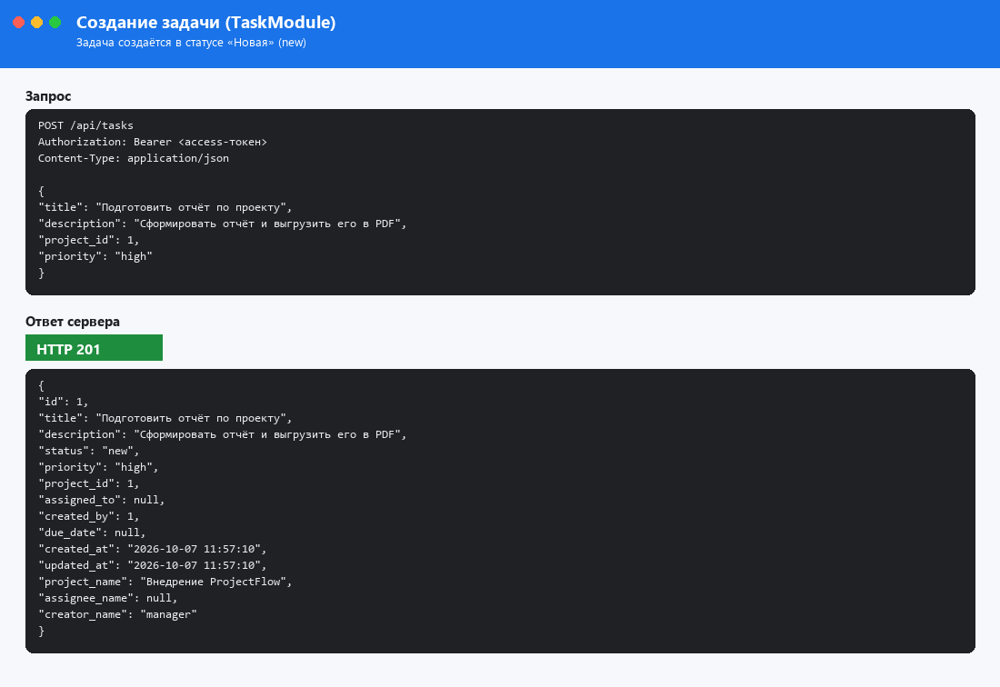 Создание задачи (TaskModule)
Задача создаётся в статусе «Новая» (new)
Запрос
POST /api/tasks
Authorization: Bearer <access-токен>
Content-Type: application/json
{
"title": "Подготовить отчёт по проекту",
"description": "Сформировать отчёт и выгрузить его в PDF",
"project_id": 1,
"priority": "high"
}
Ответ сервера
HTTP 201
{
"id": 1,
"title": "Подготовить отчёт по проекту",
"description": "Сформировать отчёт и выгрузить его в PDF",
"status": "new",
"priority": "high",
"project_id": 1,
"assigned_to": null,
"created_by": 1,
"due_date": null,
"created_at": "2026-10-07 11:57:10",
"updated_at": "2026-10-07 11:57:10",
"project_name": "Внедрение ProjectFlow",
"assignee_name": null,
"creator_name": "manager"
}